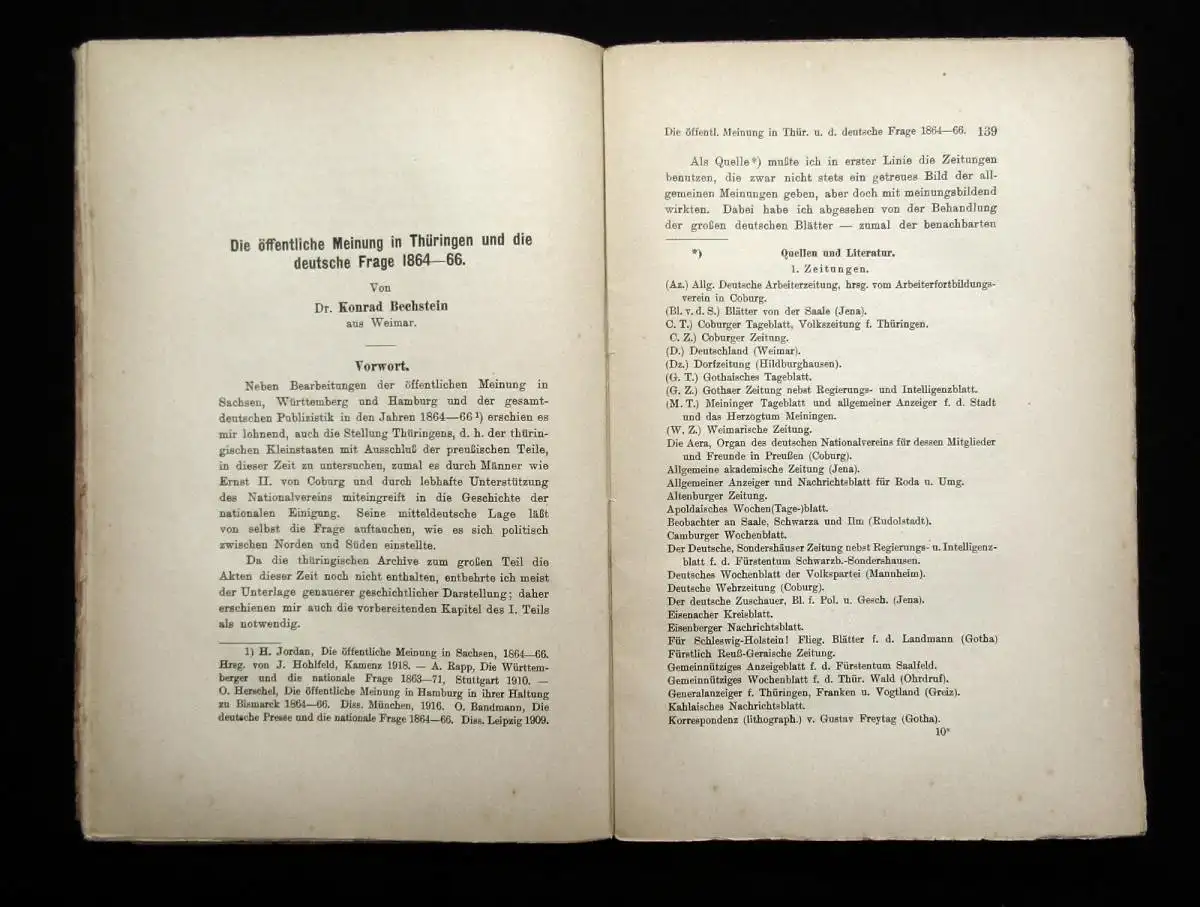 Die öffentliche Meinung in Thüringen und die
deutsche Frage 1864—66.
Von
Dr. Konrad Bechstein
aus Weimar.
Vorwort.
Neben Bearbeitungen der öffentlichen Meinung in
Sachsen, Württemberg und Hamburg und der gesamt-
deutschen Publizistik in den Jahren 1864—66 1) erschien es
mir lohnend, auch die Stellung Thüringens, d. h. der thürin-
gischen Kleinstaaten mit Ausschluß der preußischen Teile,
in dieser Zeit zu untersuchen, zumal es durch Männer wie
Ernst II. von Coburg und durch lebhafte Unterstützung
des Nationalvereins miteingreift in die Geschichte der
nationalen Einigung. Seine mitteldeutsche Lage läßt
von selbst die Frage auftauchen, wie es sich politisch
zwischen Norden und Süden einstellte.
Da die thüringischen Archive zum großen Teil die
Akten dieser Zeit noch nicht enthalten, entbehrte ich meist
der Unterlage genauerer geschichtlicher Darstellung; daher
erschienen mir auch die vorbereitenden Kapitel des I. Teils
als notwendig.
1) H. Jordan, Die öffentliche Meinung in Sachsen, 1864—66.
Hrsg. von J. Hohlfeld, Kamenz 1918. — A. Rapp, Die Württem-
berger und die nationale Frage 1863—71, Stuttgart 1910. —
O. Herschel, Die öffentliche Meinung in Hamburg in ihrer Haltung
zu Bismarck 1864—66. Diss. München, 1916. O. Bandmann, Die
deutsche Presse und die nationale Frage 1864—66. Diss. Leipzig 1909.
Die öffentl. Meinung in Thür. u. d. deutsche Frage 1864—66. 139
Als Quelle*) mußte ich in erster Linie die Zeitungen
benutzen, die zwar nicht stets ein getreues Bild der all-
gemeinen Meinungen geben, aber doch mit meinungsbildend
wirkten. Dabei habe ich abgesehen von der Behandlung
der großen deutschen Blätter — zumal der benachbarten
*) Quellen und Literatur.
1. Zeitungen.
(Az.) Allg. Deutsche Arbeiterzeitung, hrsg. vom Arbeiterfortbildungs-
verein in Coburg.
(Bl. v. d. S.) Blätter von der Saale (Jena).
C. T.) Coburger Tageblatt, Volkszeitung f. Thüringen.
C. Z.) Coburger Zeitung.
(D.) Deutschland (Weimar).
(Dz.) Dorfzeitung (Hildburghausen).
(G. T.) Gothaisches Tageblatt.
(G. Z.) Gothaer Zeitung nebst Regierungs- und Intelligenzblatt.
(M. T.) Meininger Tageblatt und allgemeiner Anzeiger f. d. Stadt
und das Herzogtum Meiningen.
(W. Z.) Weimarische Zeitung.
Die Aera, Organ des deutschen Nationalvereins für dessen Mitglieder
und Freunde in Preußen (Coburg).
Allgemeine akademische Zeitung (Jena).
Allgemeiner Anzeiger und Nachrichtsblatt für Roda u. Umg.
Altenburger Zeitung.
Apoldaisches Wochen(Tage-)blatt.
Beobachter an Saale, Schwarza und Ilm (Rudolstadt).
Camburger Wochenblatt.
Der Deutsche, Sondershäuser Zeitung nebst Regierungs- u. Intelligenz-
blatt f. d. Fürstentum Schwarzb.-Sondershausen.
Deutsches Wochenblatt der Volkspartei (Mannheim).
Deutsche Wehrzeitung (Coburg).
Der deutsche Zuschauer, Bl. f. Pol. u. Gesch. (Jena).
Eisenacher Kreisblatt.
Eisenberger Nachrichtsblatt.
Für Schleswig-Holstein! Flieg. Blätter f. d. Landmann (Gotha)
Fürstlich Reuß-Geraische Zeitung.
Gemeinnütziges Anzeigeblatt f. d. Fürstentum Saalfeld.
Gemeinnütziges Wochenblatt f. d. Thür. Wald (Ohrdruf).
Generalanzeiger f. Thüringen, Franken u. Vogtland (Greiz).
Kahlaisches Nachrichtsblatt.
Korrespondenz (lithograph.) v. Gustav Freytag (Gotha).
10*